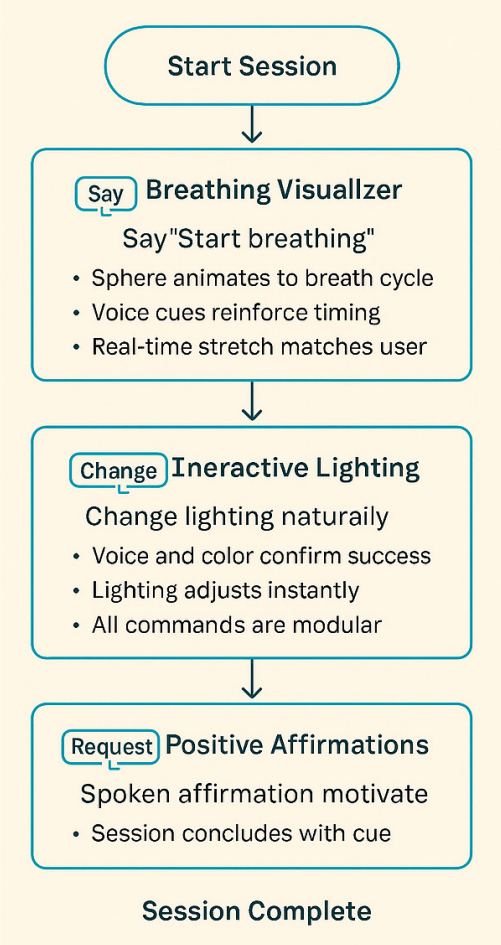 Start Session
Say Breathing Visuallzer
Say"Start breathing"
• Sphere animates to breath cycle
• Voice cues reinforce timing
• Real-time stretch matches user
Change Ineractive Lighting
Change lighting naturaily
• Voice and color confirm success
• Lighting adjusts instantly
• All commands are modular
Request Positive Affirmations
Spoken affirmation motivate
• Session concludes with cue
Session Complete